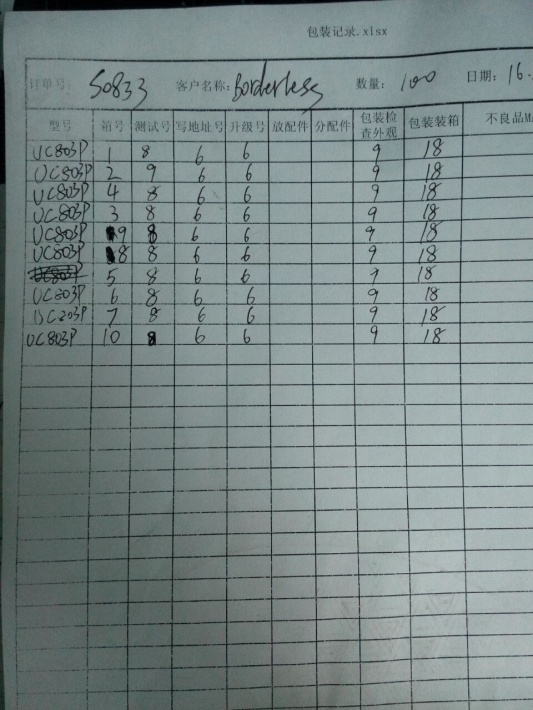 包装记录.xlsx
订单号: S0833 客户名称: Borderless 数量: 100 日期: 16.
型号 箱号 测试号 写地址号 升级号 放配件 分配件 包装检查外观 包装装箱 不良品M
UC803P 1 8 6 6 9 18
UC803P 2 9 6 6 9 18
UC803P 4 8 6 6 9 18
UC803P 3 8 6 6 9 18
UC803P 9 8 6 6 9 18
UC803P 8 8 6 6 9 18
UC803P 5 8 6 6 9 18
UC803P 6 8 6 6 9 18
UC203P 7 8 6 6 9 18
UC803P 10 8 6 6 9 18